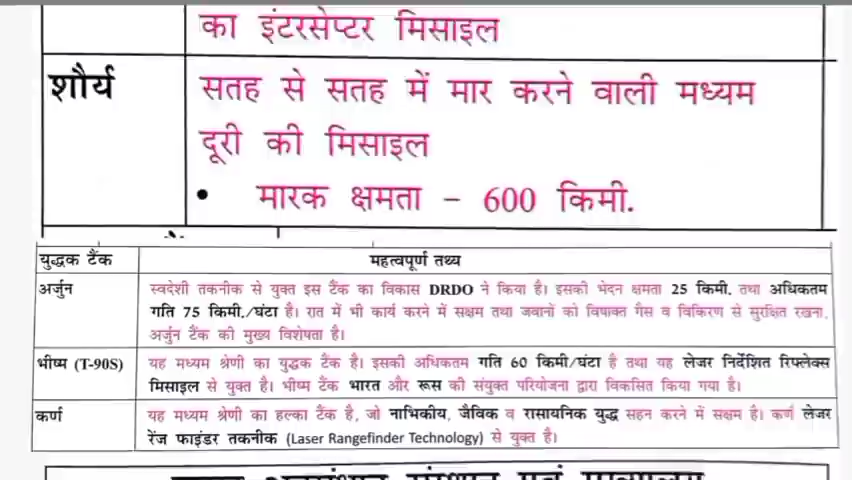 का इंटरसेप्टर मिसाइल
शौर्य
सतह से सतह में मार करने वाली मध्यम
दूरी की मिसाइल
• मारक क्षमता – 600 किमी.
युद्धक टैंक महत्वपूर्ण तथ्य
अर्जुन
स्वदेशी तकनीक से युक्त इस टैंक का विकास DRDO ने किया है। इसकी भेदन क्षमता 25 किमी. तथा अधिकतम
गति 75 किमी./घंटा है। रात में भी कार्य करने में सक्षम तथा जवानों को विषाक्त गैस व विकिरण से सुरक्षित रखना,
अर्जुन टैंक की मुख्य विशेषता है।
भीष्म (T-90S)
यह मध्यम श्रेणी का युद्धक टैंक है। इसकी अधिकतम गति 60 किमी/घंटा है तथा यह लेजर निर्देशित रिफ्लेक्स
मिसाइल से युक्त है। भीष्म टैंक भारत और रूस की संयुक्त परियोजना द्वारा विकसित किया गया है।
कर्ण
यह मध्यम श्रेणी का हल्का टैंक है, जो नाभिकीय, जैविक व रासायनिक युद्ध सहन करने में सक्षम है। कर्ण लेजर
रेंज फाइंडर तकनीक (Laser Rangefinder Technology) से युक्त है।